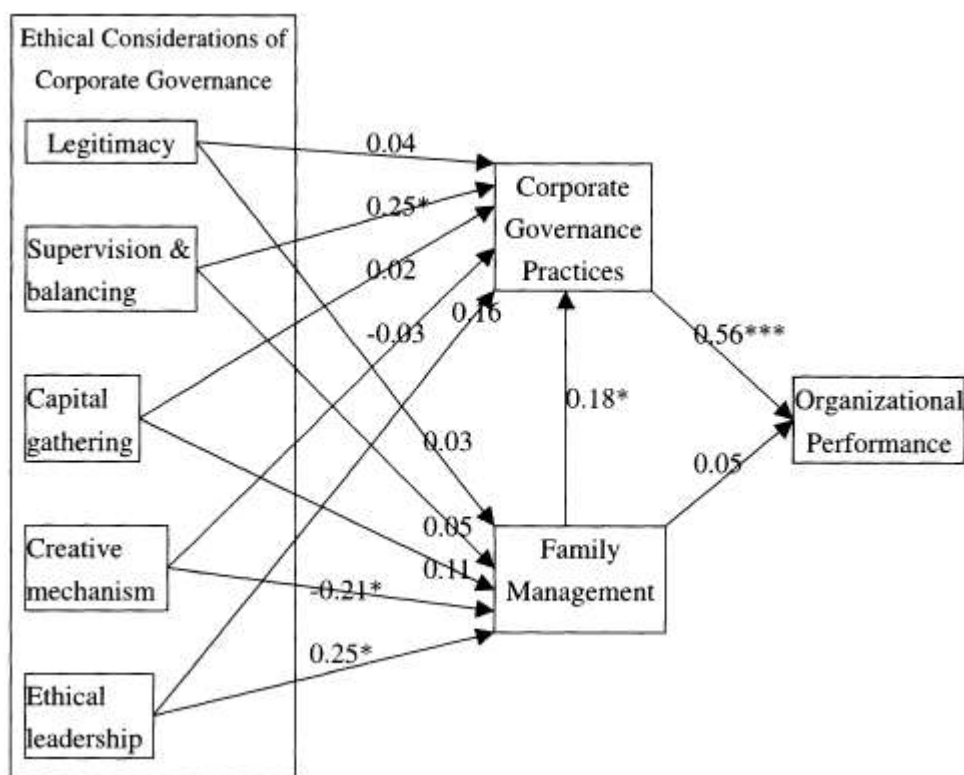 Ethical Considerations of
Corporate Governance
Legitimacy
0.04
Corporate
Governance
Practices
Supervision &
balancing
0.25*
0.02
-0.03
0.16
0.56***
Capital
gathering
0.03
0.18*
Organizational
Performance
0.05
Creative
mechanism
0.05
0.11
-0.21*
Family
Management
0.25*
Ethical
leadership